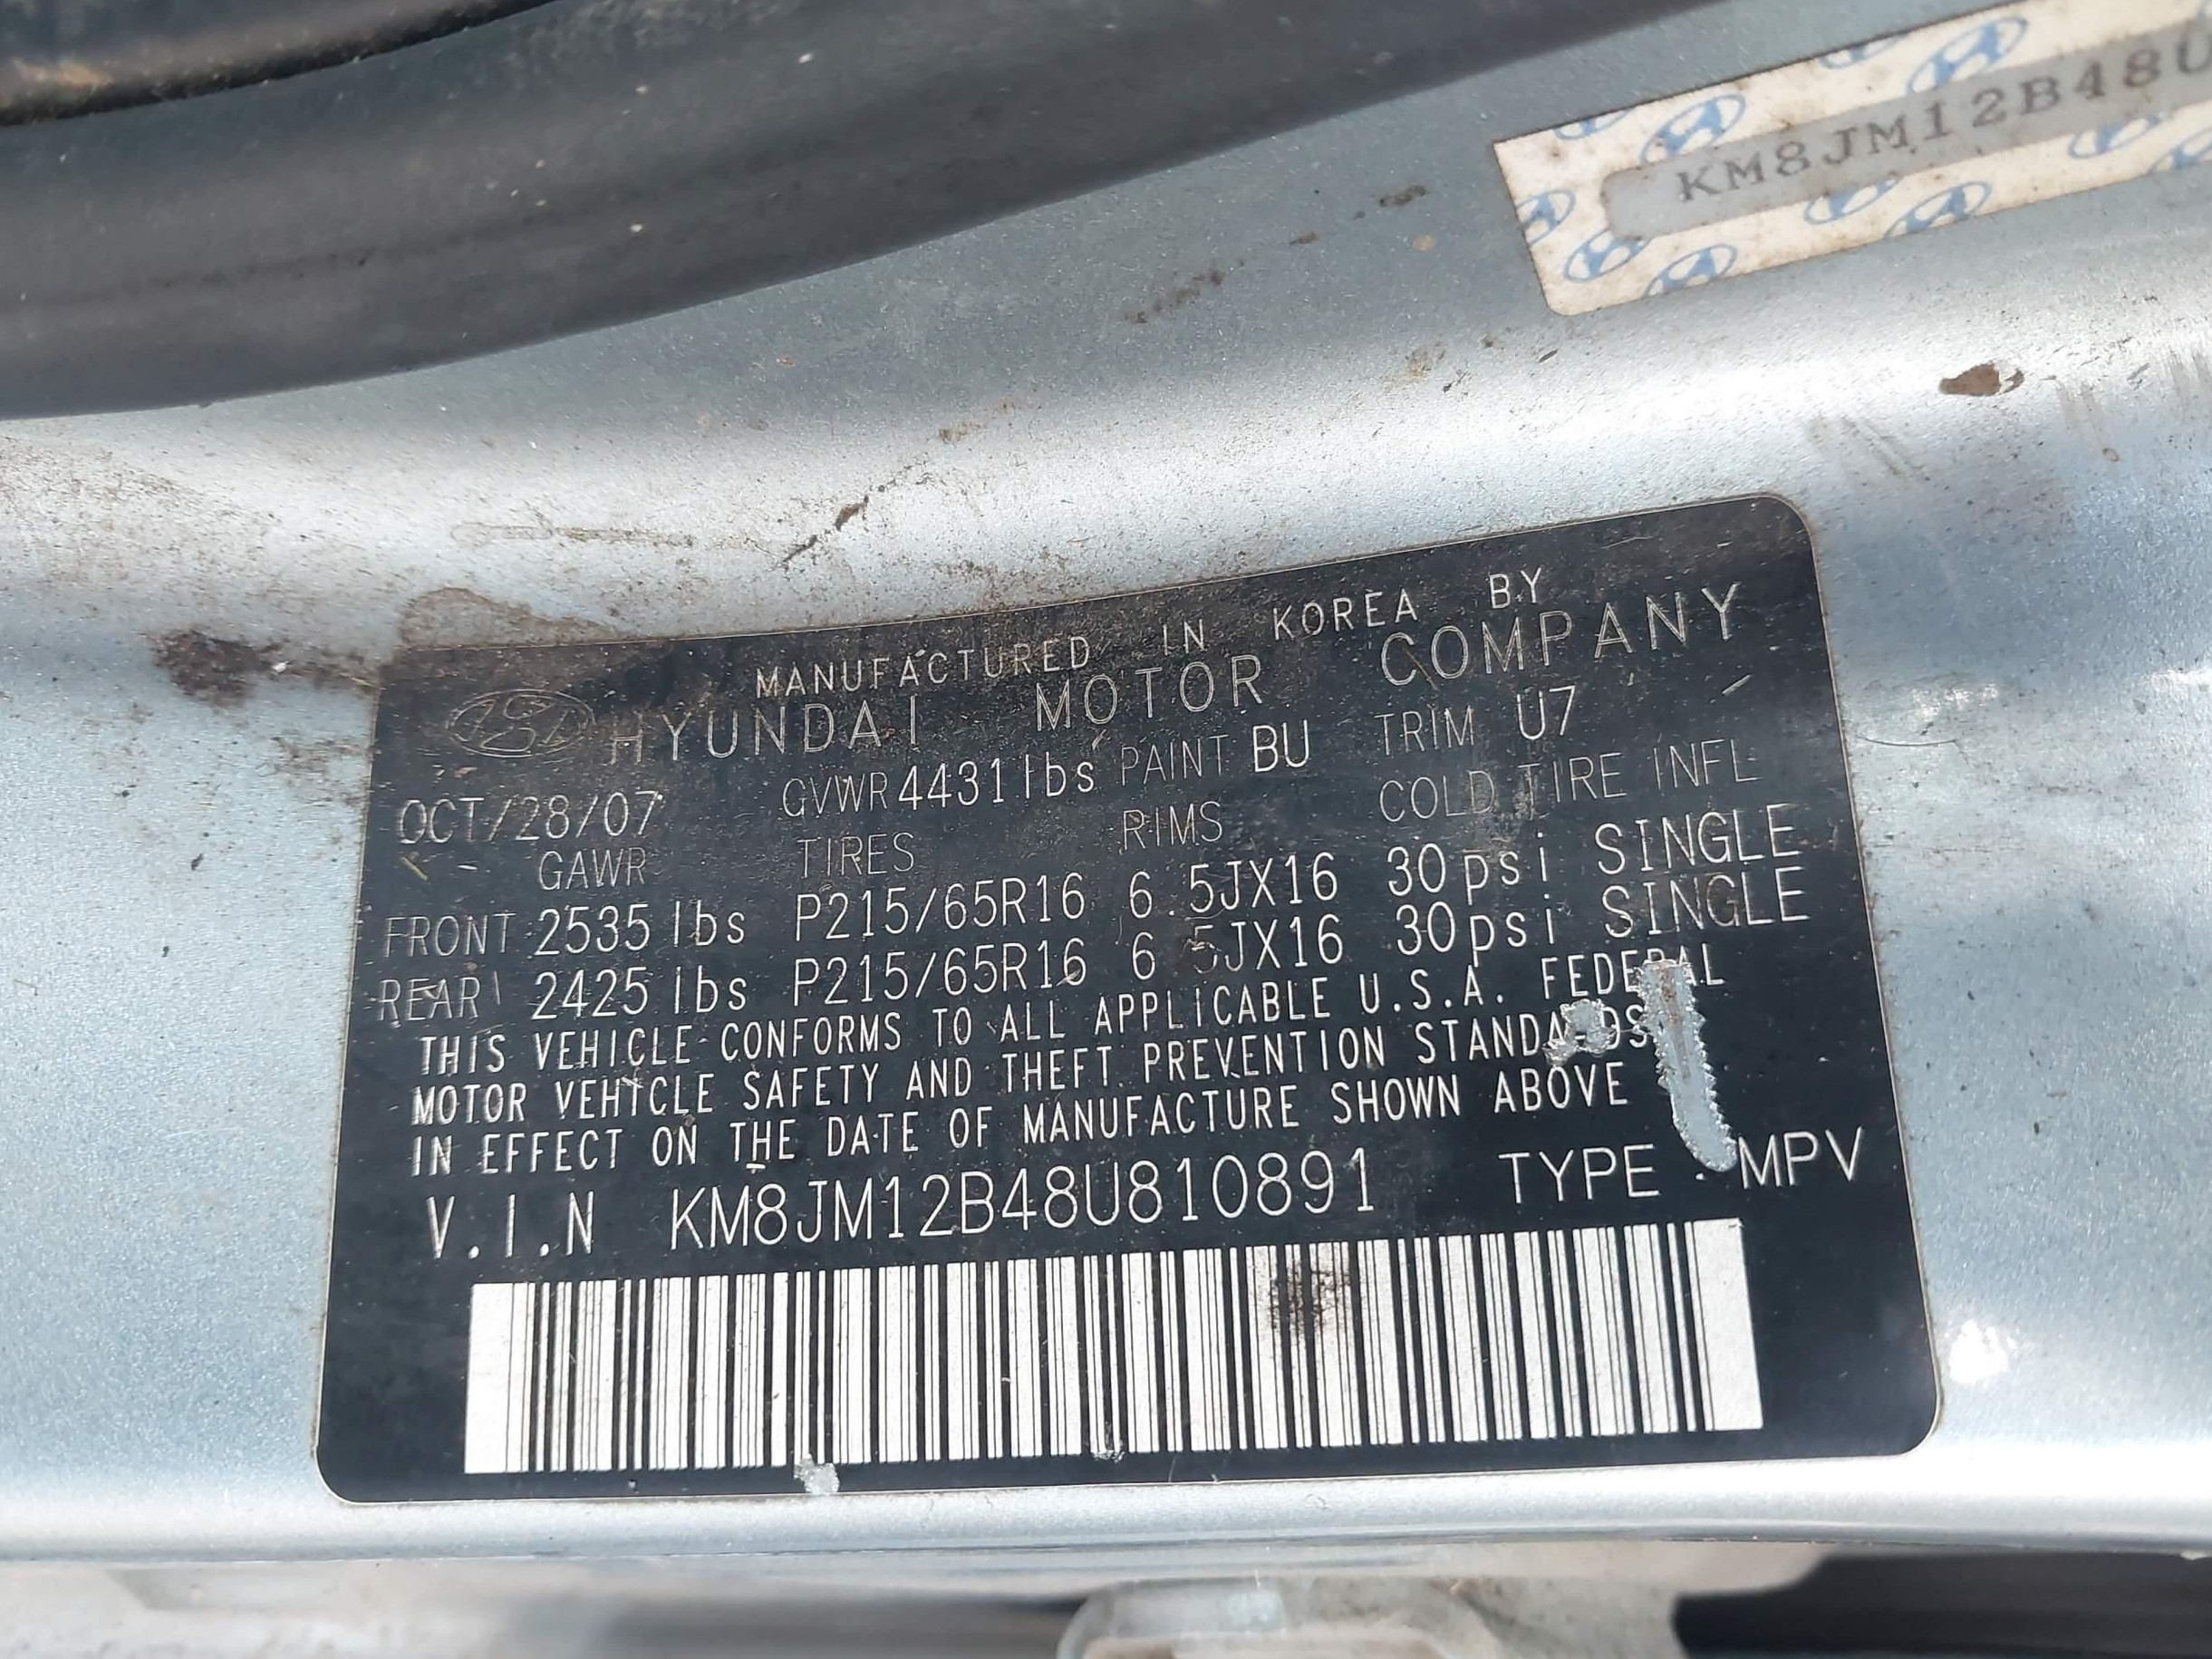 KM8JM12B48U
MANUFACTURED IN KOREA BY
HYUNDAI MOTOR COMPANY
OCT/28/07 GVWR 4431lbs PAINT BU TRIM U7
GAWR TIRES RIMS COLD TIRE INFL
FRONT 2535 lbs P215/65R16 6.5JX16 30psi SINGLE
REAR 2425 lbs P215/65R16 6 5JX16 30psi SINGLE
THIS VEHICLE CONFORMS TO ALL APPLICABLE U.S.A. FEDERAL
MOTOR VEHICLE SAFETY AND THEFT PREVENTION STANDARDS
IN EFFECT ON THE DATE OF MANUFACTURE SHOWN ABOVE
V.I.N KM8JM12B48U810891 TYPE : MPV